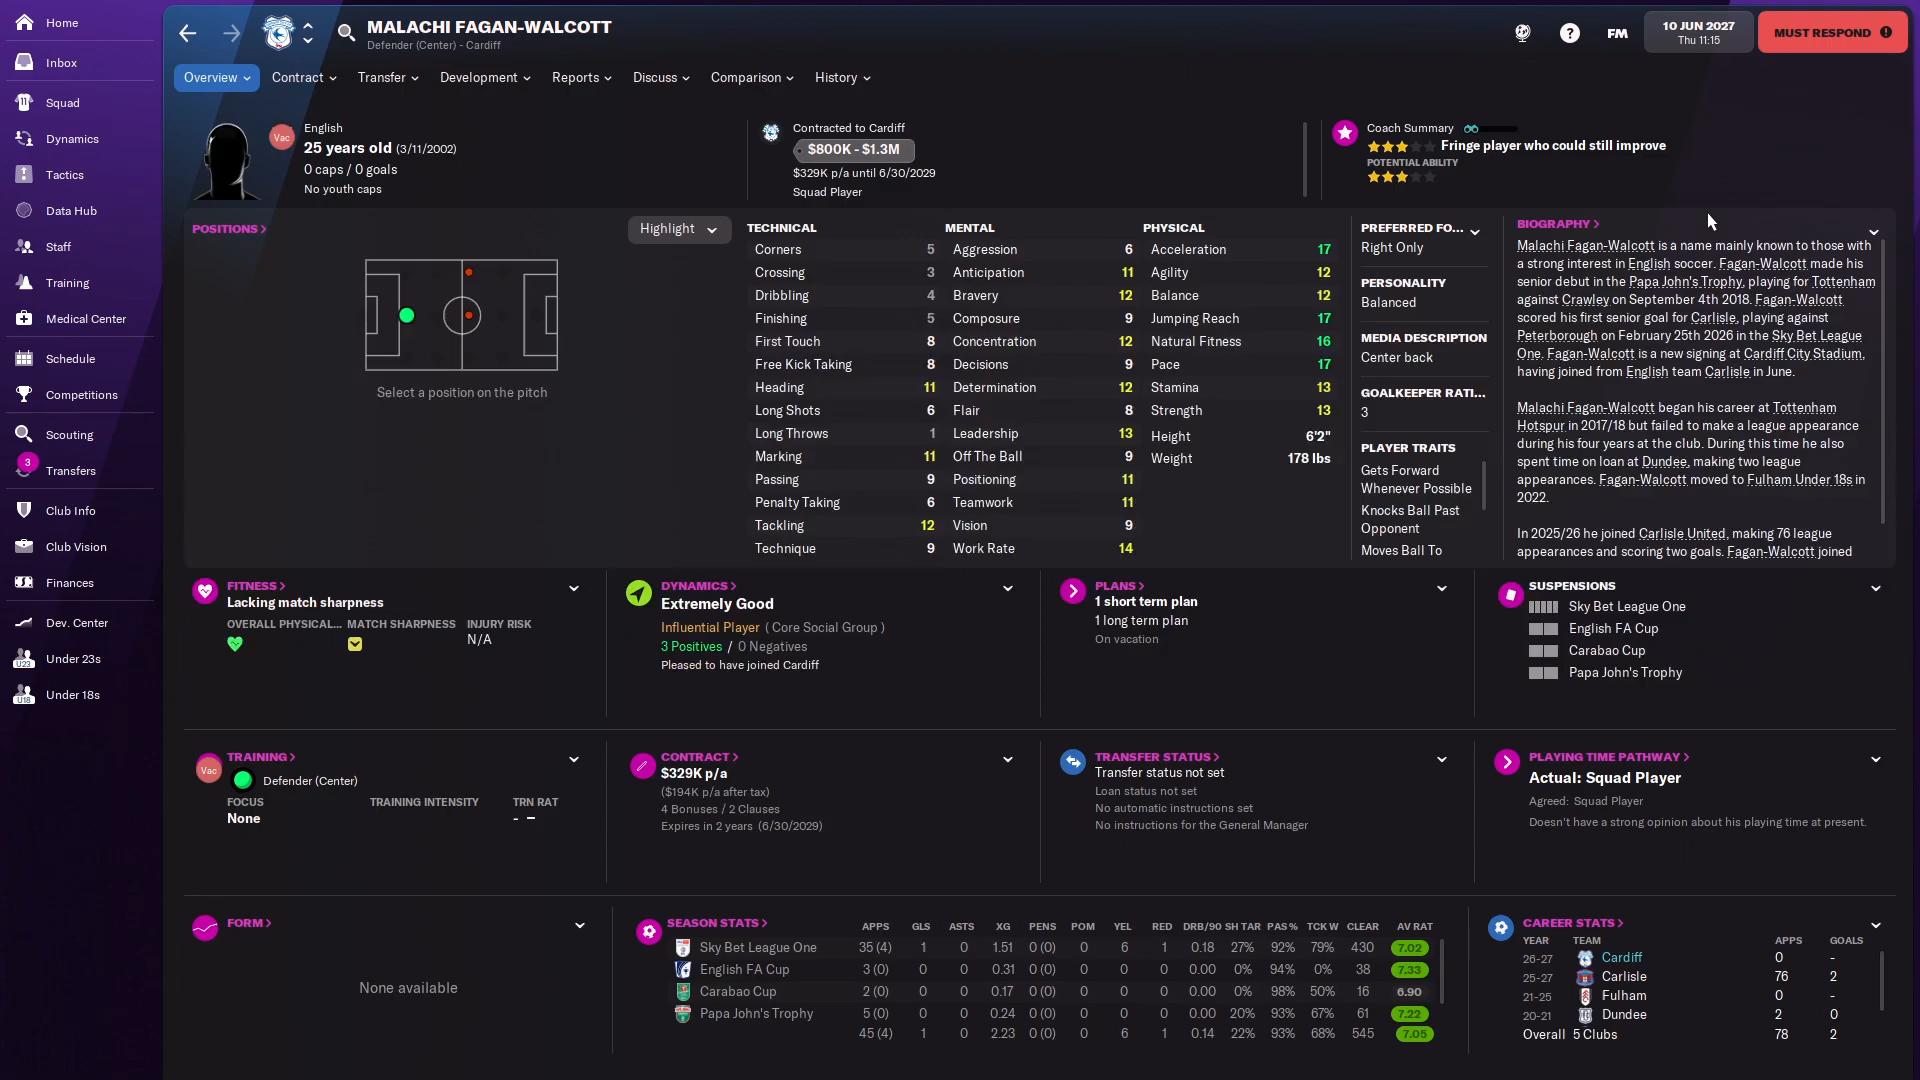 Home
Inbox
Squad
Dynamics
Tactics
Data Hub
Staff
Training
Medical Center
Schedule
Competitions
Scouting
3
Transfers
Club Info
Club Vision
Finances
Dev. Center
U23
Under 23s
U18
Under 18s
MALACHI FAGAN-WALCOTT
Defender (Center) - Cardiff
? FM
10 JUN 2027
Thu 11:15
MUST RESPOND
Overview Contract Transfer Development Reports Discuss Comparison History
Vac
English
25 years old (3/11/2002)
0 caps / 0 goals
No youth caps
Contracted to Cardiff
$800K - $1.3M
$329K p/a until 6/30/2029
Squad Player
Coach Summary
Fringe player who could still improve
POTENTIAL ABILITY
POSITIONS >
Highlight
Select a position on the pitch
TECHNICAL
Corners 5
Crossing 3
Dribbling 4
Finishing 5
First Touch 8
Free Kick Taking 8
Heading 11
Long Shots 6
Long Throws 1
Marking 11
Passing 9
Penalty Taking 6
Tackling 12
Technique 9
MENTAL
Aggression 6
Anticipation 11
Bravery 12
Composure 9
Concentration 12
Decisions 9
Determination 12
Flair 8
Leadership 13
Off The Ball 9
Positioning 11
Teamwork 11
Vision 9
Work Rate 14
PHYSICAL
Acceleration 17
Agility 12
Balance 12
Jumping Reach 17
Natural Fitness 16
Pace 17
Stamina 13
Strength 13
Height 6'2"
Weight 178 lbs
PREFERRED FO...
Right Only
PERSONALITY
Balanced
MEDIA DESCRIPTION
Center back
GOALKEEPER RATI...
3
PLAYER TRAITS
Gets Forward
Whenever Possible
Knocks Ball Past
Opponent
Moves Ball To
BIOGRAPHY >
Malachi Fagan-Walcott is a name mainly known to those with
a strong interest in English soccer. Fagan-Walcott made his
senior debut in the Papa John's Trophy, playing for Tottenham
against Crawley on September 4th 2018. Fagan-Walcott
scored his first senior goal for Carlisle, playing against
Peterborough on February 25th 2026 in the Sky Bet League
One. Fagan-Walcott is a new signing at Cardiff City Stadium,
having joined from English team Carlisle in June.
Malachi Fagan-Walcott began his career at Tottenham
Hotspur in 2017/18 but failed to make a league appearance
during his four years at the club. During this time he also
spent time on loan at Dundee, making two league
appearances. Fagan-Walcott moved to Fulham Under 18s in
2022.
In 2025/26 he joined Carlisle United, making 76 league
appearances and scoring two goals. Fagan-Walcott joined
FITNESS >
Lacking match sharpness
OVERALL PHYSICAL... MATCH SHARPNESS INJURY RISK
N/A
DYNAMICS >
Extremely Good
Influential Player ( Core Social Group )
3 Positives / 0 Negatives
Pleased to have joined Cardiff
PLANS >
1 short term plan
1 long term plan
On vacation
SUSPENSIONS
Sky Bet League One
English FA Cup
Carabao Cup
Papa John's Trophy
TRAINING >
Vac
Defender (Center)
FOCUS TRAINING INTENSITY TRN RAT
None - –
CONTRACT >
$329K p/a
($194K p/a after tax)
4 Bonuses / 2 Clauses
Expires in 2 years (6/30/2029)
TRANSFER STATUS >
Transfer status not set
Loan status not set
No automatic instructions set
No instructions for the General Manager
PLAYING TIME PATHWAY >
Actual: Squad Player
Agreed: Squad Player
Doesn't have a strong opinion about his playing time at present.
FORM >
None available
SEASON STATS > APPS GLS ASTS XG PENS POM YEL RED DRB/90 SH TAR PAS % TCK W CLEAR AV RAT
Sky Bet League One 35 (4) 1 0 1.51 0 (0) 0 6 1 0.18 27% 92% 79% 430 7.02
English FA Cup 3 (0) 0 0 0.31 0 (0) 0 0 0 0.00 0% 94% 0% 38 7.33
Carabao Cup 2 (0) 0 0 0.17 0 (0) 0 0 0 0.00 0% 98% 50% 16 6.90
Papa John's Trophy 5 (0) 0 0 0.24 0 (0) 0 0 0 0.00 20% 93% 67% 61 7.22
45 (4) 1 0 2.23 0 (0) 0 6 1 0.14 22% 93% 68% 545 7.05
CAREER STATS >
YEAR TEAM APPS GOALS
26-27 Cardiff 0 -
25-27 Carlisle 76 2
21-25 Fulham 0 -
20-21 Dundee 2 0
Overall 5 Clubs 78 2